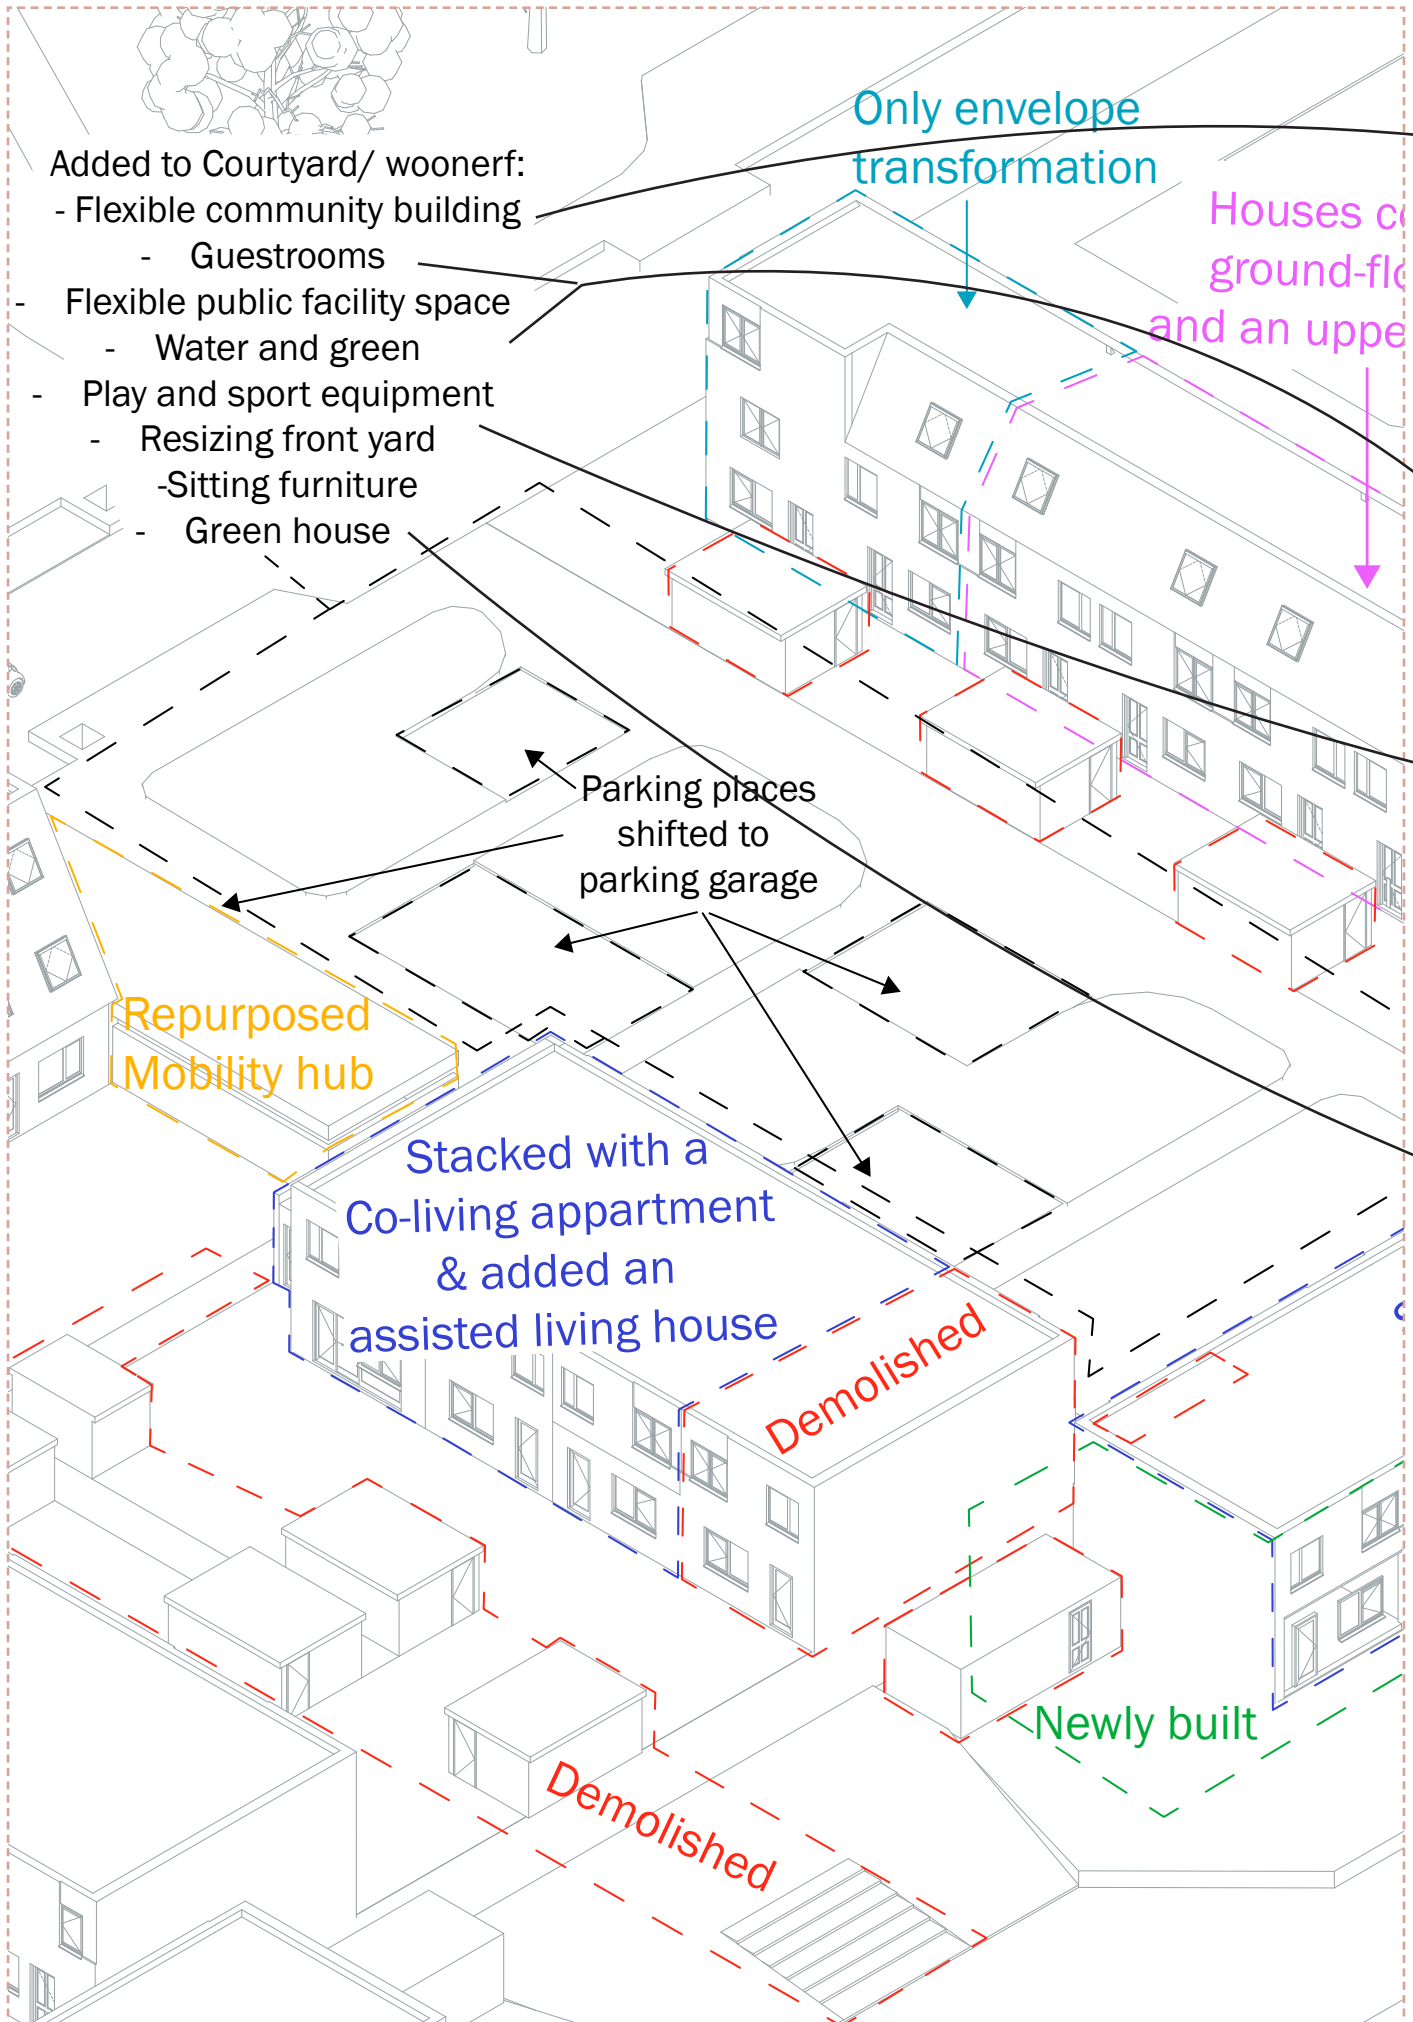 Added to Courtyard/ woonerf:
- Flexible community building
- Guestrooms
- Flexible public facility space
- Water and green
- Play and sport equipment
- Resizing front yard
-Sitting furniture
- Green house
Only envelope
transformation
Houses
ground-flo
and an uppe
Parking places
shifted to
parking garage
Repurposed
Mobility hub
Stacked with a
Co-living appartment
& added an
assisted living house
Demolished
Newly built
Demolished